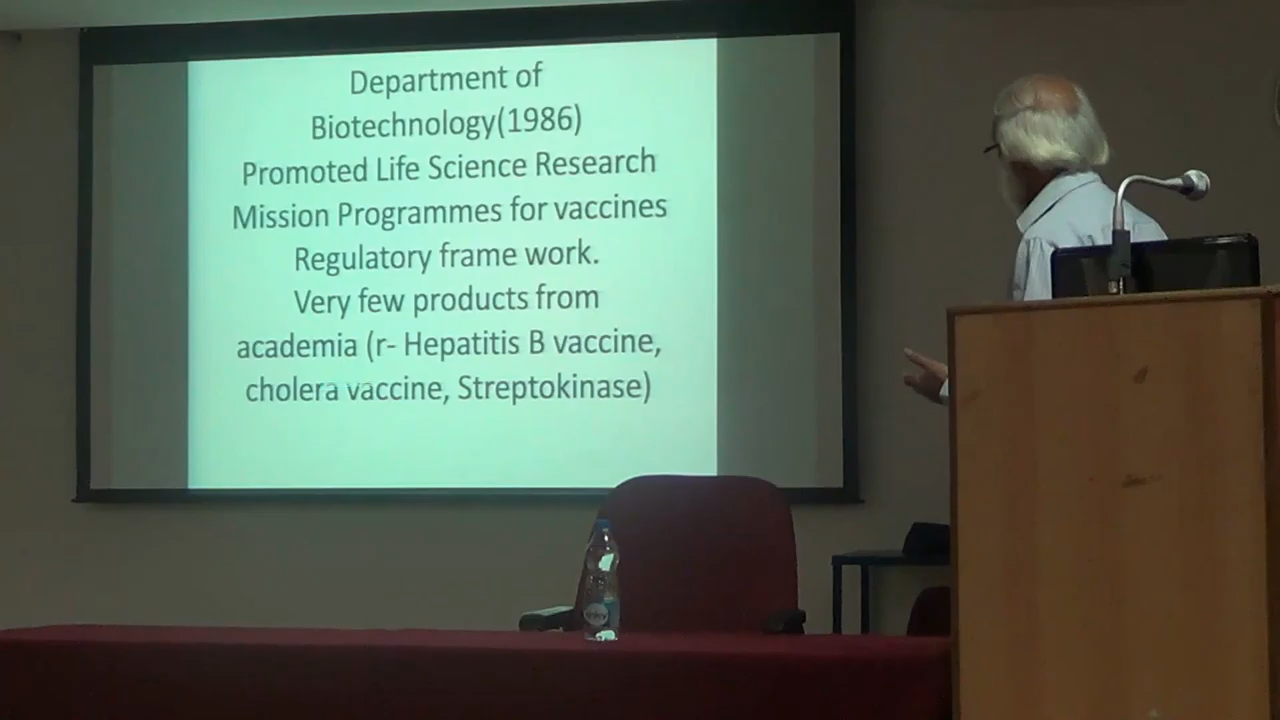 Department of
Biotechnology(1986)
Promoted Life Science Research
Mission Programmes for vaccines
Regulatory frame work.
Very few products from
academia (r- Hepatitis B vaccine,
cholera vaccine, Streptokinase)